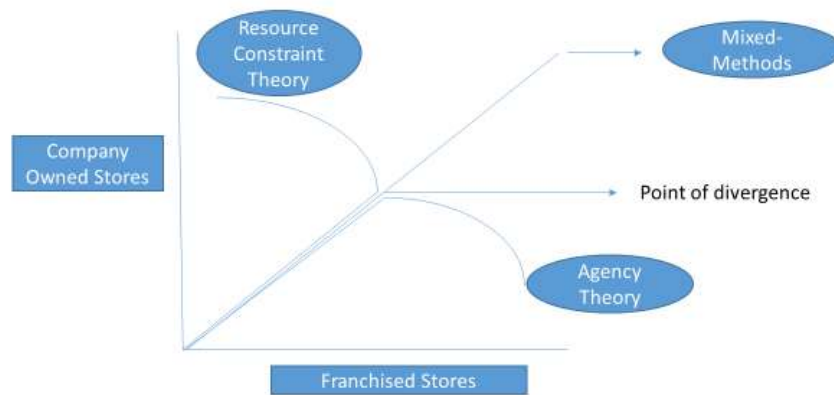 Resource
Constraint
Theory
Mixed-
Methods
Company
Owned Stores
Point of divergence
Agency
Theory
Franchised Stores